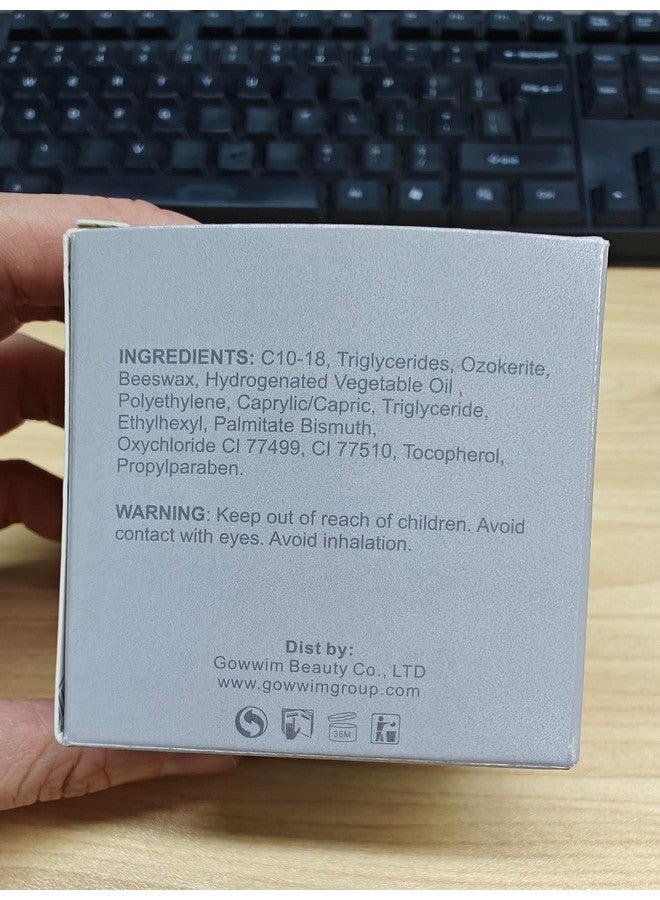 INGREDIENTS: C10-18, Triglycerides, Ozokerite,
Beeswax, Hydrogenated Vegetable Oil ,
Polyethylene, Caprylic/Capric, Triglyceride,
Ethylhexyl, Palmitate Bismuth,
Oxychloride CI 77499, CI 77510, Tocopherol,
Propylparaben.
WARNING: Keep out of reach of children. Avoid
contact with eyes. Avoid inhalation.
Dist by:
Gowwim Beauty Co., LTD
www.gowwimgroup.com
36M